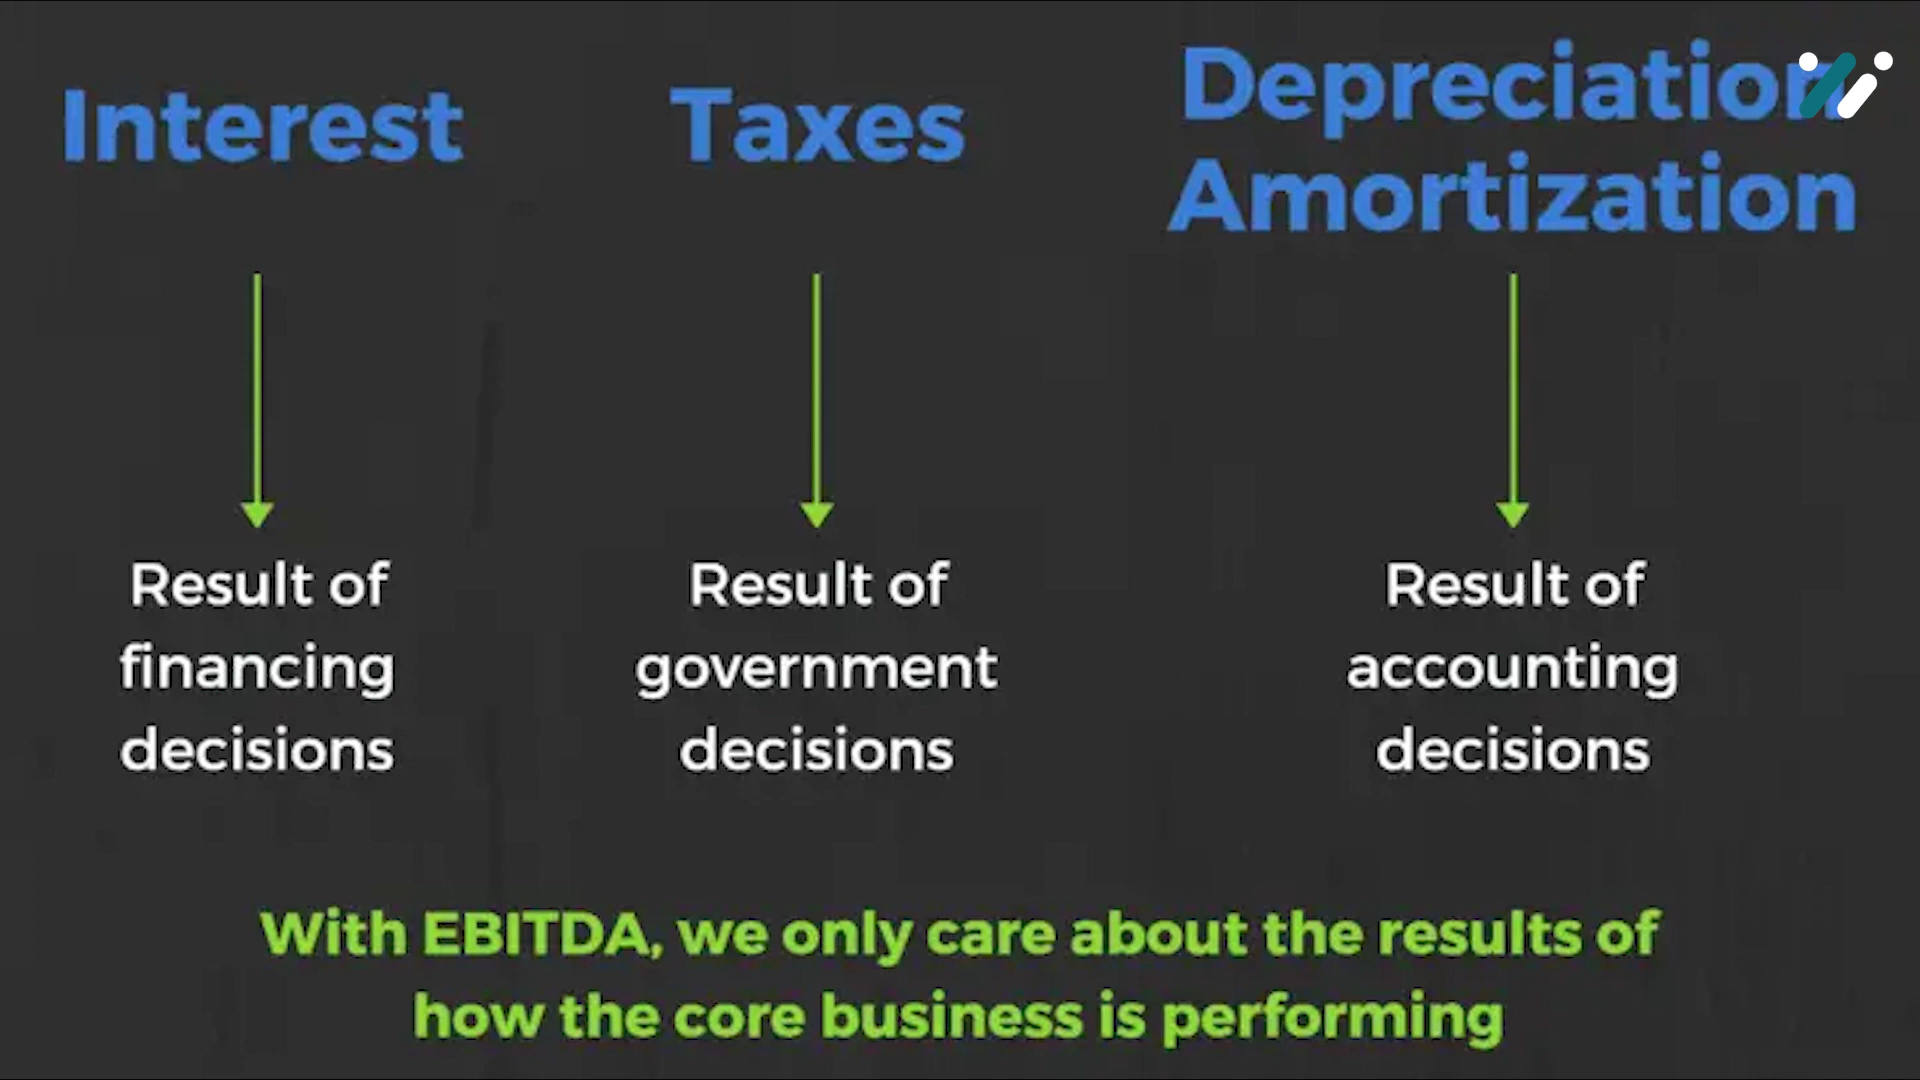 Interest
Taxes
Depreciation
Amortization
Result of
financing
decisions
Result of
government
decisions
Result of
accounting
decisions
With EBITDA, we only care about the results of
how the core business is performing